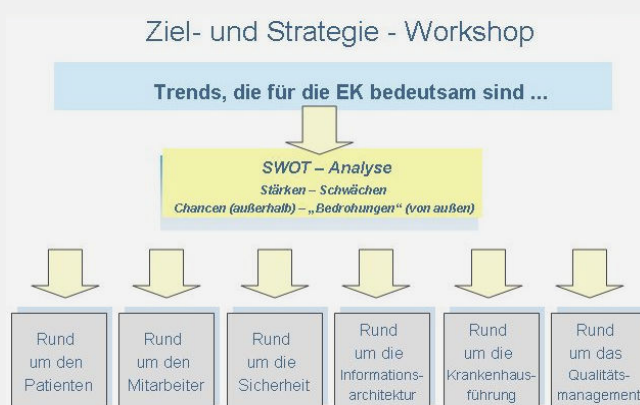 Ziel- und Strategie - Workshop
Trends, die für die EK bedeutsam sind ...
SWOT – Analyse
Stärken – Schwächen
Chancen (außerhalb) – „Bedrohungen“ (von außen)
Rund
um den
Patienten
Rund
um den
Mitarbeiter
Rund
um die
Sicherheit
Rund
um die
Informations-
architektur
Rund
um die
Krankenhaus-
führung
Rund
um das
Qualitäts-
management